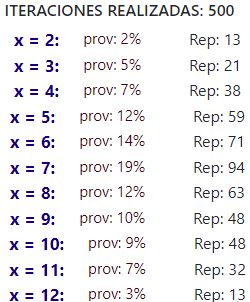 ITERACIONES REALIZADAS: 500
x = 2: prov: 2% Rep: 13
x = 3: prov: 5% Rep: 21
x = 4: prov: 7% Rep: 38
x = 5: prov: 12% Rep: 59
x = 6: prov: 14% Rep: 71
x = 7: prov: 19% Rep: 94
x = 8: prov: 12% Rep: 63
x = 9: prov: 10% Rep: 48
x = 10: prov: 9% Rep: 48
x = 11: prov: 7% Rep: 32
x = 12: prov: 3% Rep: 13